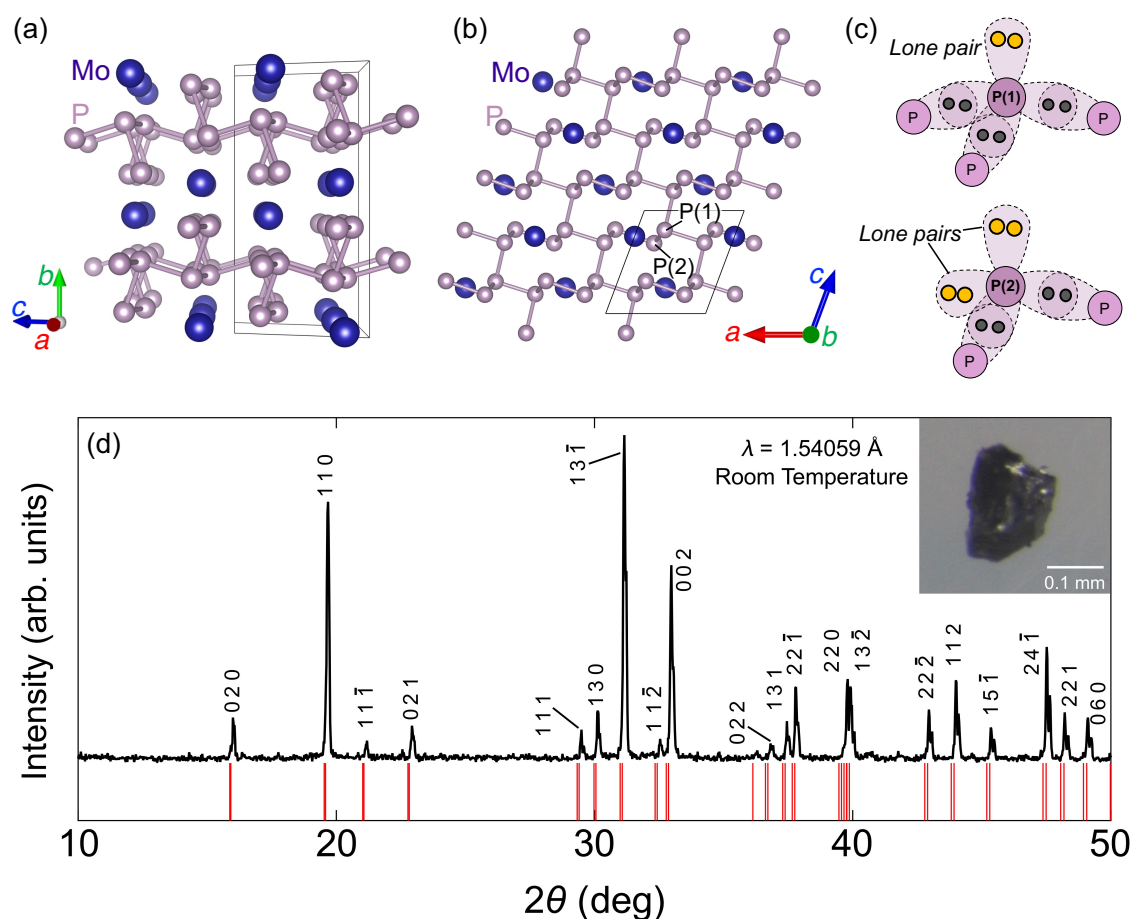 (a)
Mo
P
b
c
a
(b)
Mo
P
P(1)
P(2)
c
a
b
(c)
Lone pair
P(1)
P
P
P
Lone pairs
P(2)
P
P
(d)
λ = 1.54059 Å
Room Temperature
0.1 mm
Intensity (arb. units)
0 2 0
1 1 0
1 1 1̄
0 2 1
1 1 1
1 3 0
1 3 1̄
1 1 2̄
0 0 2
0 2 2
1 3 1
2 2 1̄
2 2 0
1 3 2̄
2 2 2̄
1 1 2
1 5 1̄
2 4 1̄
2 2 1
0 6 0
10
20
30
40
50
2θ (deg)